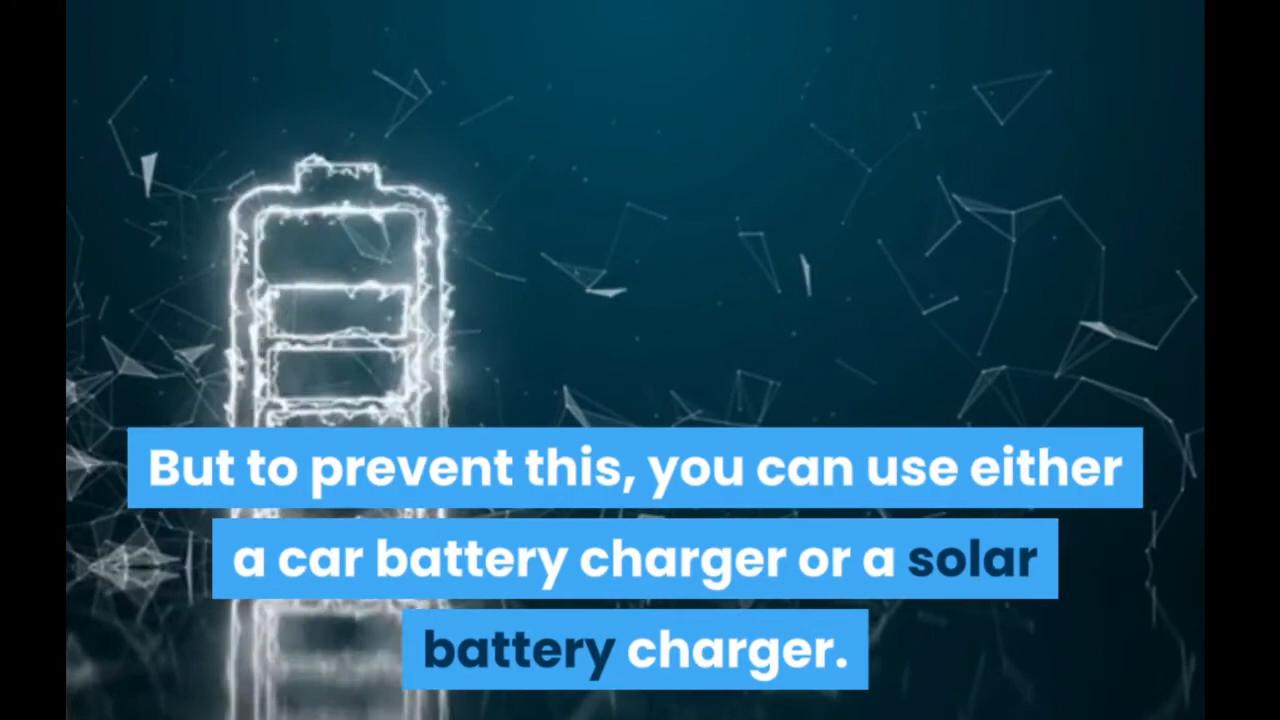 But to prevent this, you can use either
a car battery charger or a solar
battery charger.